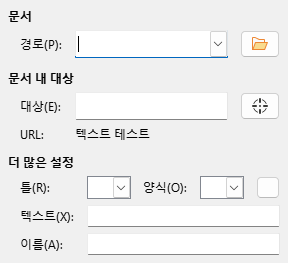 문서
경로(P):
문서 내 대상
대상(E):
URL: 텍스트 테스트
더 많은 설정
틀(R): 양식(O):
텍스트(X):
이름(A):